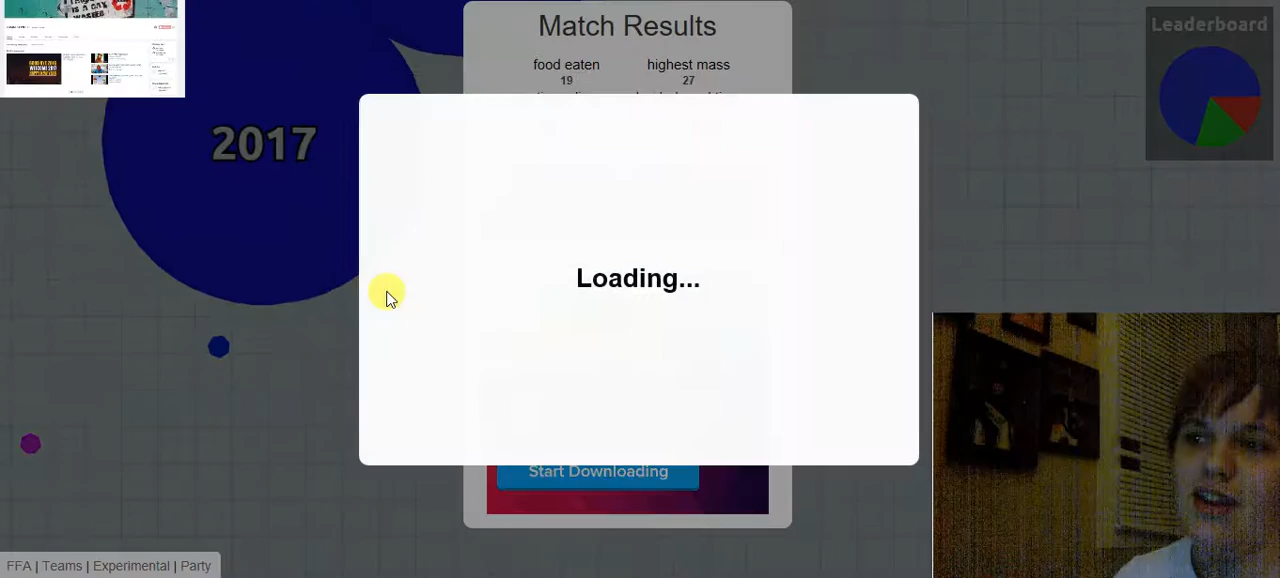 Match Results
Leaderboard
food eaten highest mass
19 27
2017
Loading...
Start Downloading
FFA | Teams | Experimental | Party